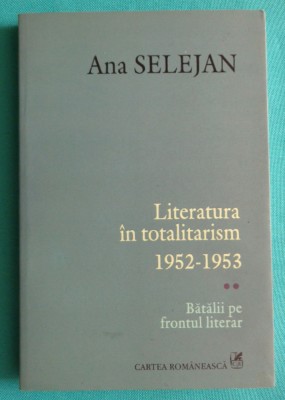 Ana SELEJAN
Literatura
în totalitarism
1952-1953
Bătălii pe
frontul literar
CARTEA ROMÂNEASCĂ